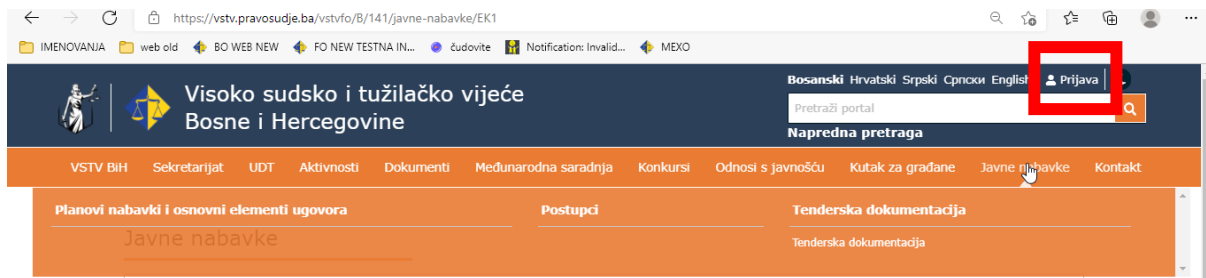 https://vstv.pravosudje.ba/vstvfo/B/141/javne-nabavke/EK1
IMENOVANJA web old BO WEB NEW FO NEW TESTNA IN... čudovite Notification: Invalid... MEXO
Bosanski Hrvatski Srpski Српски English Prijava
Visoko sudsko i tužilačko vijeće
Bosne i Hercegovine
Pretraži portal
Napredna pretraga
VSTV BiH Sekretarijat UDT Aktivnosti Dokumenti Međunarodna saradnja Konkursi Odnosi s javnošću Kutak za građane Javne nabavke Kontakt
Planovi nabavki i osnovni elementi ugovora Postupci Tenderska dokumentacija
Javne nabavke
Tenderska dokumentacija